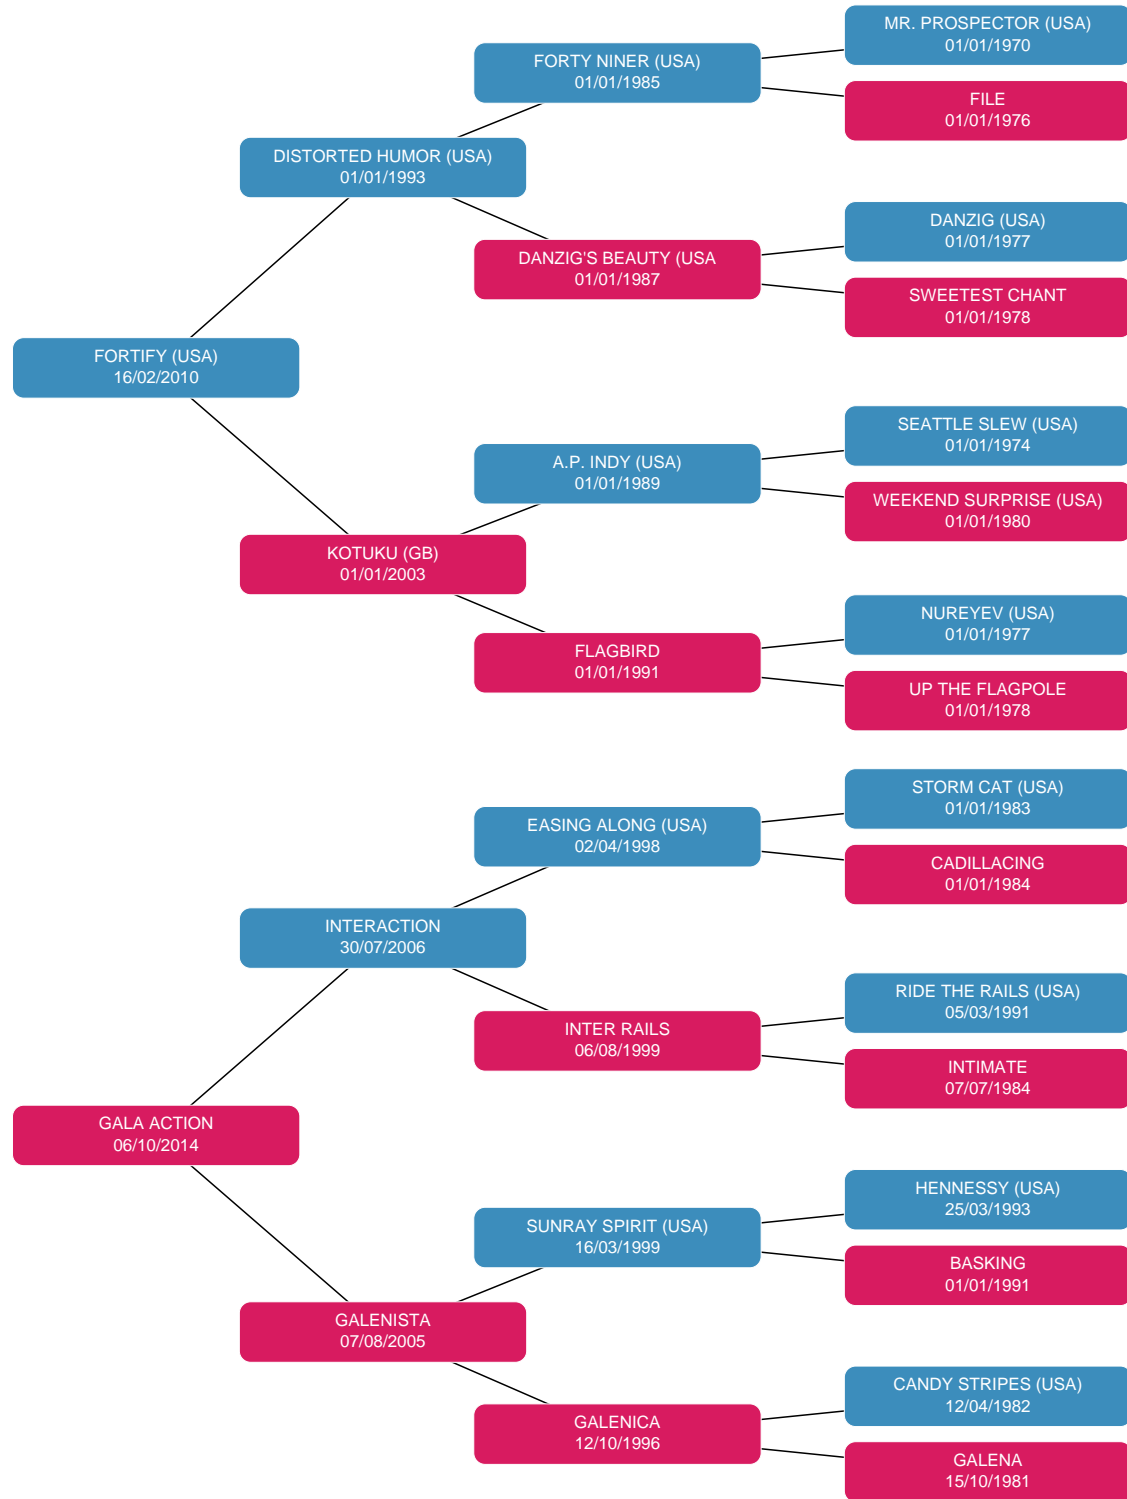 MR. PROSPECTOR (USA)
01/01/1970
FORTY NINER (USA)
01/01/1985
FILE
01/01/1976
DISTORTED HUMOR (USA)
01/01/1993
DANZIG (USA)
01/01/1977
DANZIG'S BEAUTY (USA
01/01/1987
SWEETEST CHANT
01/01/1978
FORTIFY (USA)
16/02/2010
SEATTLE SLEW (USA)
01/01/1974
A.P. INDY (USA)
01/01/1989
WEEKEND SURPRISE (USA)
01/01/1980
KOTUKU (GB)
01/01/2003
NUREYEV (USA)
01/01/1977
FLAGBIRD
01/01/1991
UP THE FLAGPOLE
01/01/1978
STORM CAT (USA)
01/01/1983
EASING ALONG (USA)
02/04/1998
CADILLACING
01/01/1984
INTERACTION
30/07/2006
RIDE THE RAILS (USA)
05/03/1991
INTER RAILS
06/08/1999
INTIMATE
07/07/1984
GALA ACTION
06/10/2014
HENNESSY (USA)
25/03/1993
SUNRAY SPIRIT (USA)
16/03/1999
BASKING
01/01/1991
GALENISTA
07/08/2005
CANDY STRIPES (USA)
12/04/1982
GALENICA
12/10/1996
GALENA
15/10/1981